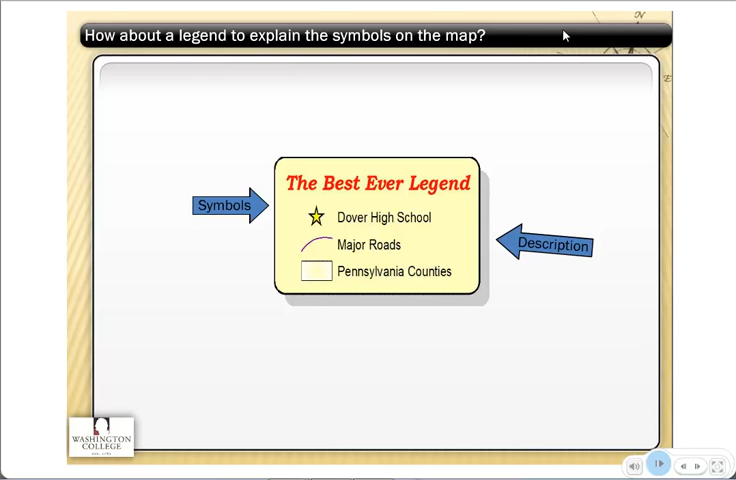 N
How about a legend to explain the symbols on the map?
E
The Best Ever Legend
Symbols
Dover High School
Major Roads
Description
Pennsylvania Counties
WASHINGTON
COLLEGE